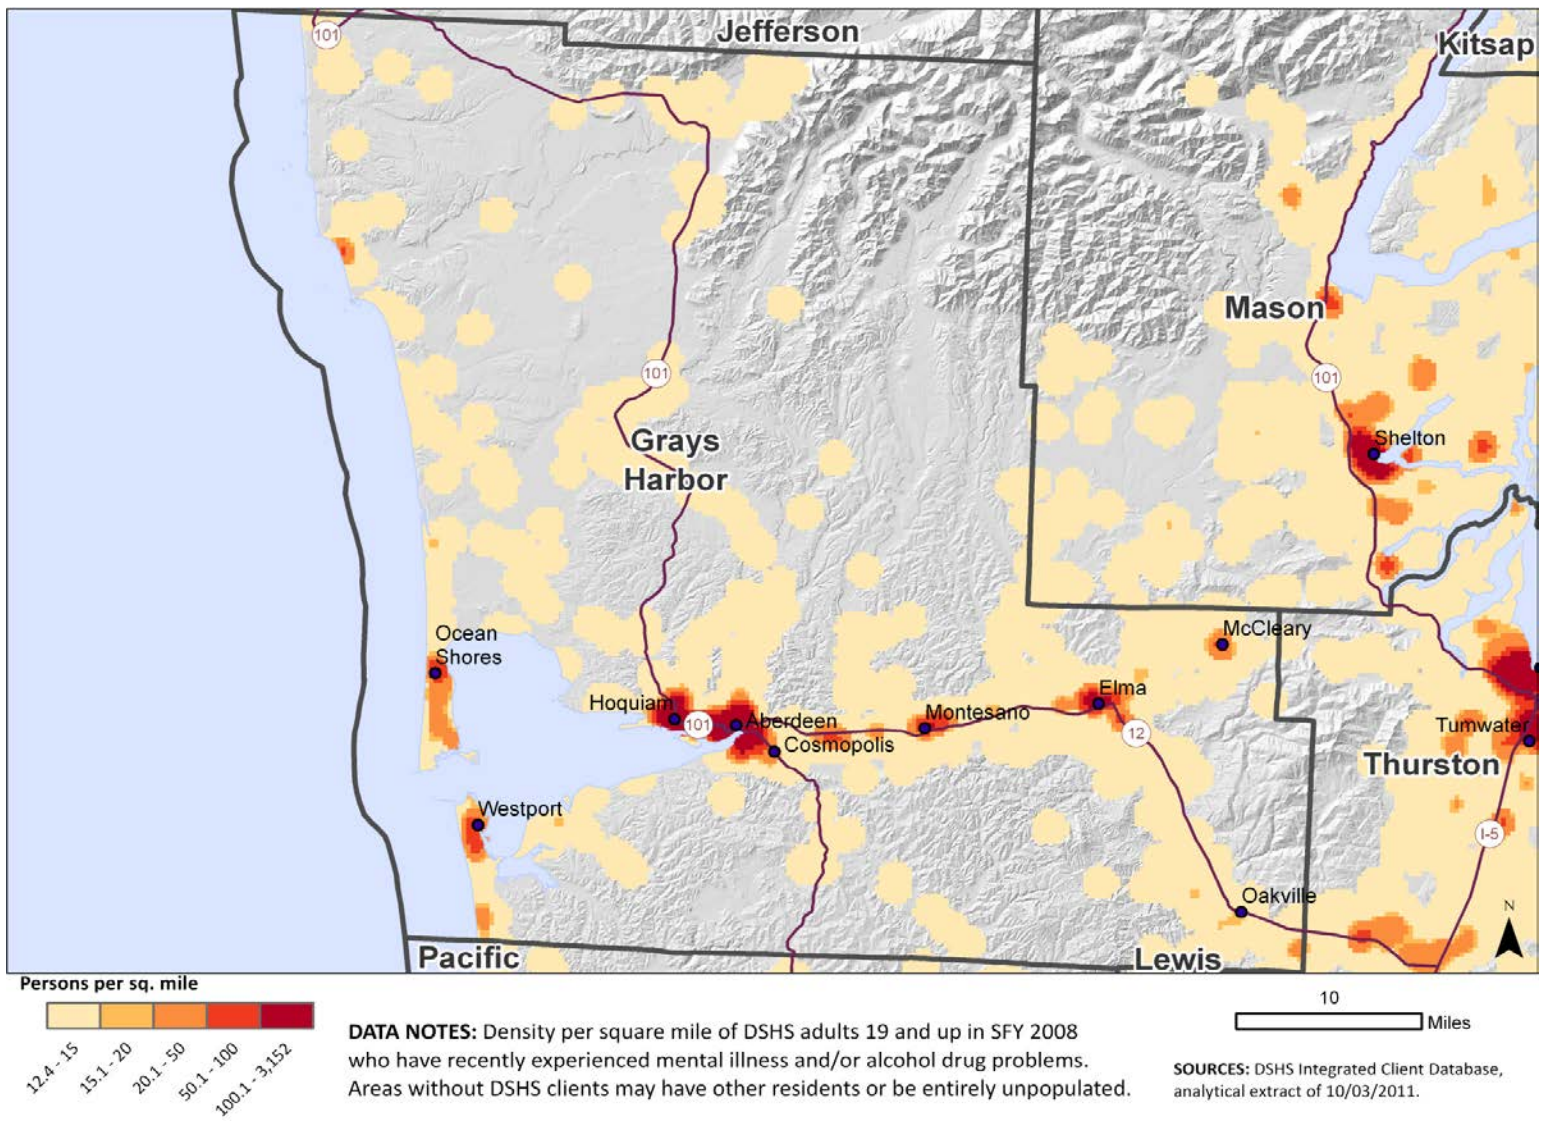 Jefferson
Kitsap
101
Mason
101
101
Grays
Harbor
Shelton
Ocean
Shores
McCleary
Hoquiam
101
Aberdeen
Elma
Montesano
Cosmopolis
12
Tumwater
Thurston
Westport
I-5
Oakville
N
Pacific
Lewis
Persons per sq. mile
12.4 - 15
15.1 - 20
20.1 - 50
50.1 - 100
100.1 - 3,152
DATA NOTES: Density per square mile of DSHS adults 19 and up in SFY 2008
who have recently experienced mental illness and/or alcohol drug problems.
Areas without DSHS clients may have other residents or be entirely unpopulated.
10
Miles
SOURCES: DSHS Integrated Client Database,
analytical extract of 10/03/2011.